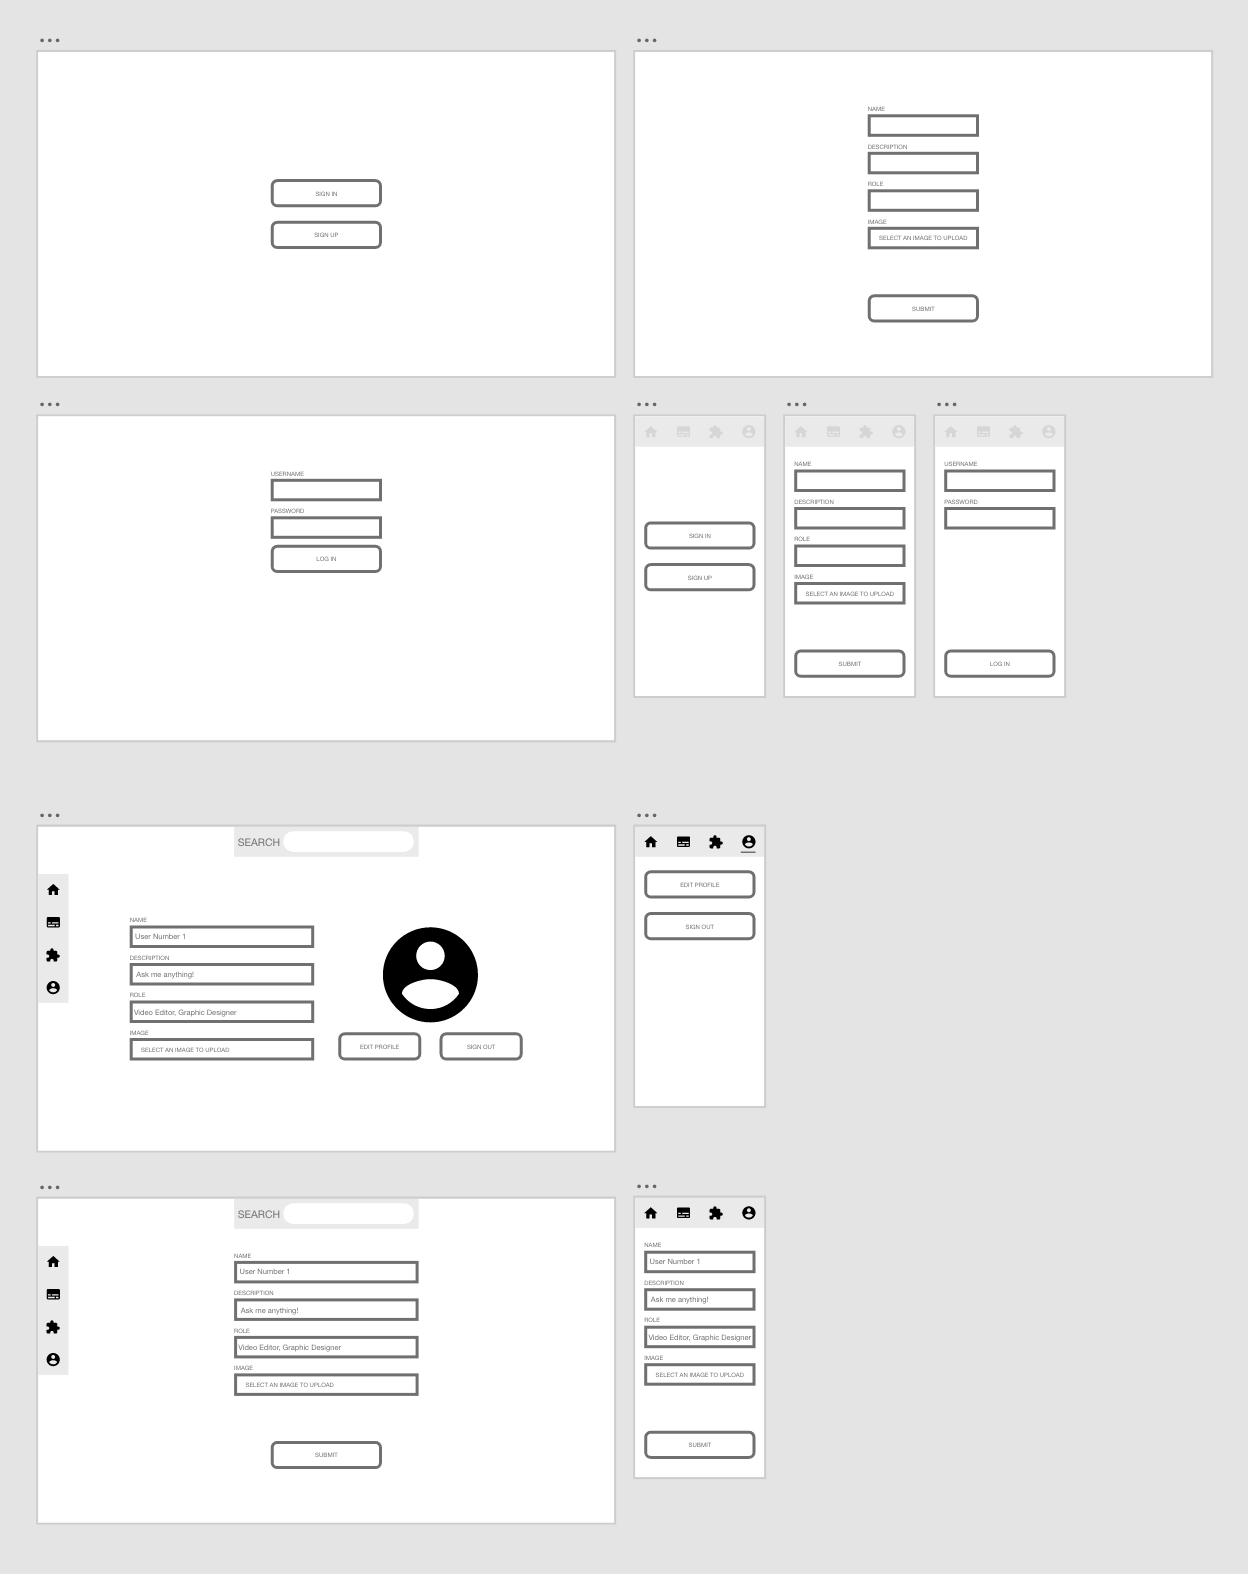 SIGN IN
SIGN UP
NAME
DESCRIPTION
ROLE
IMAGE
SELECT AN IMAGE TO UPLOAD
SUBMIT
USERNAME
PASSWORD
LOG IN
SIGN IN
SIGN UP
NAME
DESCRIPTION
ROLE
IMAGE
SELECT AN IMAGE TO UPLOAD
SUBMIT
USERNAME
PASSWORD
LOG IN
SEARCH
NAME
User Number 1
DESCRIPTION
Ask me anything!
ROLE
Video Editor, Graphic Designer
IMAGE
SELECT AN IMAGE TO UPLOAD
EDIT PROFILE
SIGN OUT
EDIT PROFILE
SIGN OUT
SEARCH
NAME
User Number 1
DESCRIPTION
Ask me anything!
ROLE
Video Editor, Graphic Designer
IMAGE
SELECT AN IMAGE TO UPLOAD
SUBMIT
NAME
User Number 1
DESCRIPTION
Ask me anything!
ROLE
Video Editor, Graphic Designer
IMAGE
SELECT AN IMAGE TO UPLOAD
SUBMIT